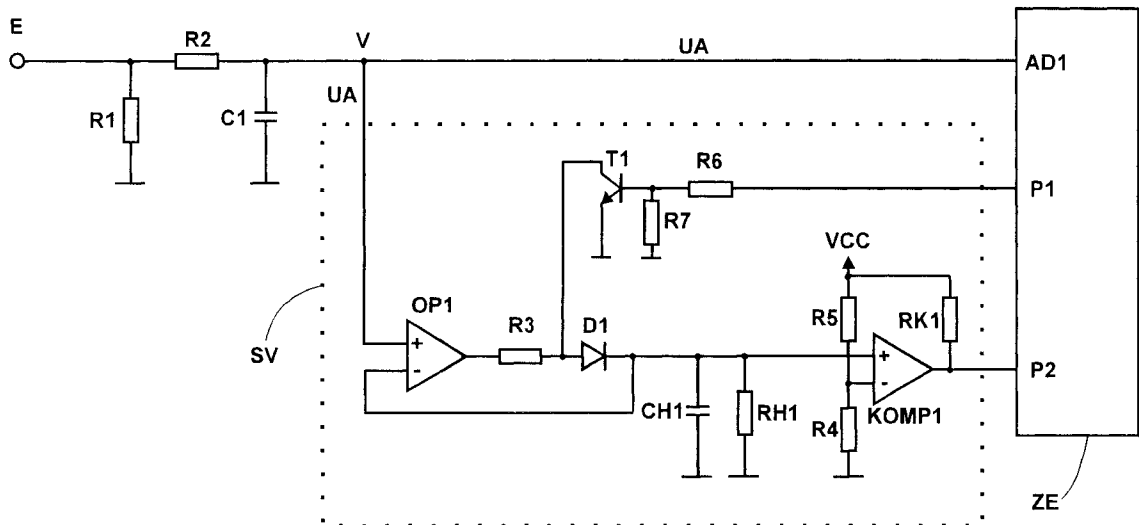 E
R2
V
UA
AD1
UA
R1
C1
T1
R6
P1
R7
VCC
OP1
R5
RK1
R3
D1
SV
P2
+
-
+
-
CH1
RH1
R4
KOMP1
ZE